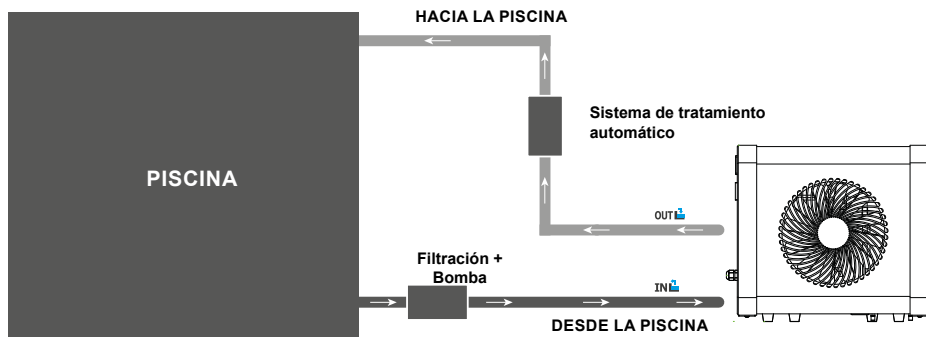 HACIA LA PISCINA
Sistema de tratamiento
automático
PISCINA
OUT
Filtración +
Bomba
IN
DESDE LA PISCINA